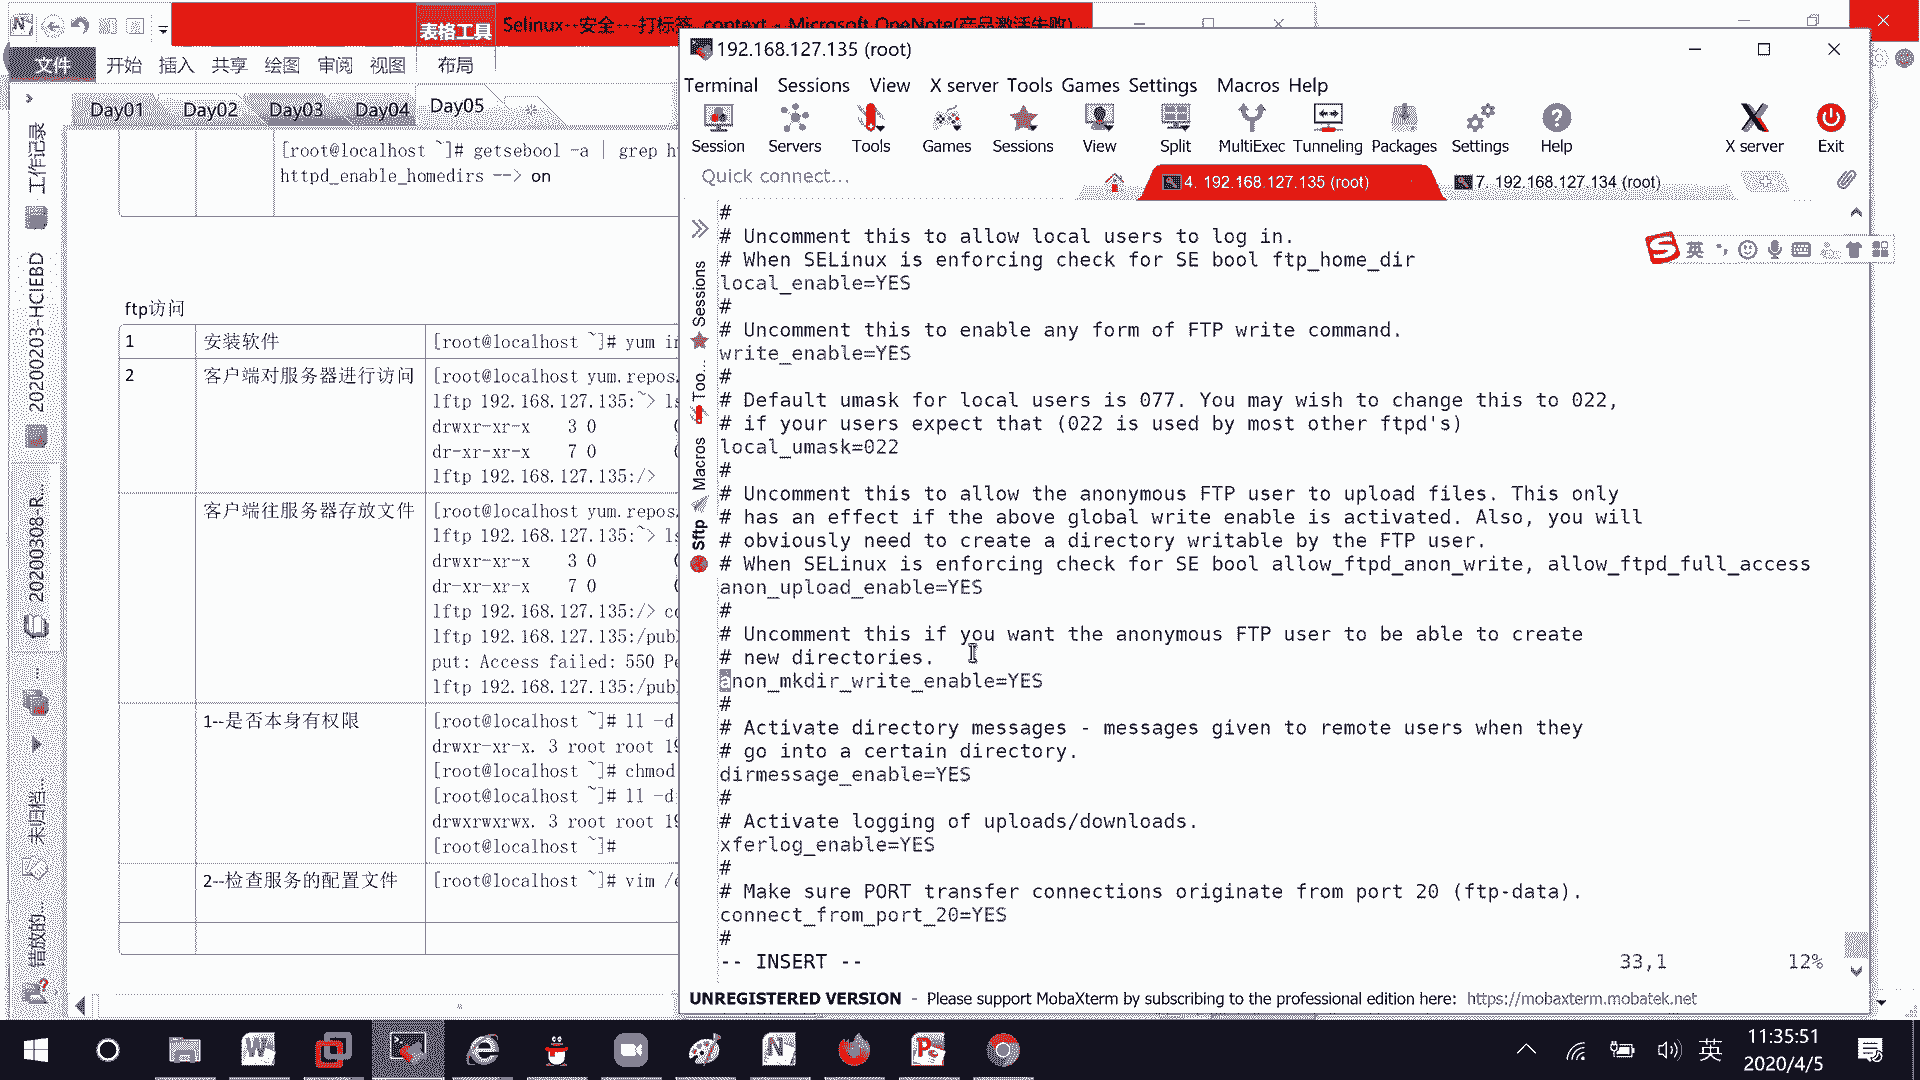 Selinux--安全---打标签 context - Microsoft OneNote(产品激活失败)
表格工具
文件 开始 插入 共享 绘图 审阅 视图 布局
Day01 Day02 Day03 Day04 Day05
工作记录
20200203-HCIEBD
20200308-R...
...
未归档...
错放的...
[root@localhost ~]# getsebool -a | grep h
httpd_enable_homedirs --> on
ftp访问
1 安装软件 [root@localhost ~]# yum in
2 客户端对服务器进行访问 [root@localhost yum.repos.
lftp 192.168.127.135:~> ls
drwxr-xr-x 3 0
dr-xr-xr-x 7 0
lftp 192.168.127.135:/>
客户端往服务器存放文件 [root@localhost yum.repos.
lftp 192.168.127.135:~> ls
drwxr-xr-x 3 0
dr-xr-xr-x 7 0
lftp 192.168.127.135:/> cd
lftp 192.168.127.135:/pub
put: Access failed: 550 Pe
lftp 192.168.127.135:/pub
1--是否本身有权限 [root@localhost ~]# ll -d
drwxr-xr-x. 3 root root 19
[root@localhost ~]# chmod
[root@localhost ~]# ll -d
drwxrwxrwx. 3 root root 19
[root@localhost ~]#
2--检查服务的配置文件 [root@localhost ~]# vim /e
192.168.127.135 (root)
Terminal Sessions View X server Tools Games Settings Macros Help
Session Servers Tools Games Sessions View Split MultiExec Tunneling Packages Settings Help X server Exit
Quick connect...
4. 192.168.127.135 (root)
7. 192.168.127.134 (root)
Sessions
Too...
Macros
Sftp
#
# Uncomment this to allow local users to log in.
# When SELinux is enforcing check for SE bool ftp_home_dir
local_enable=YES
#
# Uncomment this to enable any form of FTP write command.
write_enable=YES
#
# Default umask for local users is 077. You may wish to change this to 022,
# if your users expect that (022 is used by most other ftpd's)
local_umask=022
#
# Uncomment this to allow the anonymous FTP user to upload files. This only
# has an effect if the above global write enable is activated. Also, you will
# obviously need to create a directory writable by the FTP user.
# When SELinux is enforcing check for SE bool allow_ftpd_anon_write, allow_ftpd_full_access
anon_upload_enable=YES
#
# Uncomment this if you want the anonymous FTP user to be able to create
# new directories.
anon_mkdir_write_enable=YES
#
# Activate directory messages - messages given to remote users when they
# go into a certain directory.
dirmessage_enable=YES
#
# Activate logging of uploads/downloads.
xferlog_enable=YES
#
# Make sure PORT transfer connections originate from port 20 (ftp-data).
connect_from_port_20=YES
#
-- INSERT -- 33,1 12%
UNREGISTERED VERSION - Please support MobaXterm by subscribing to the professional edition here: https://mobaxterm.mobatek.net
英
英
11:35:51
2020/4/5